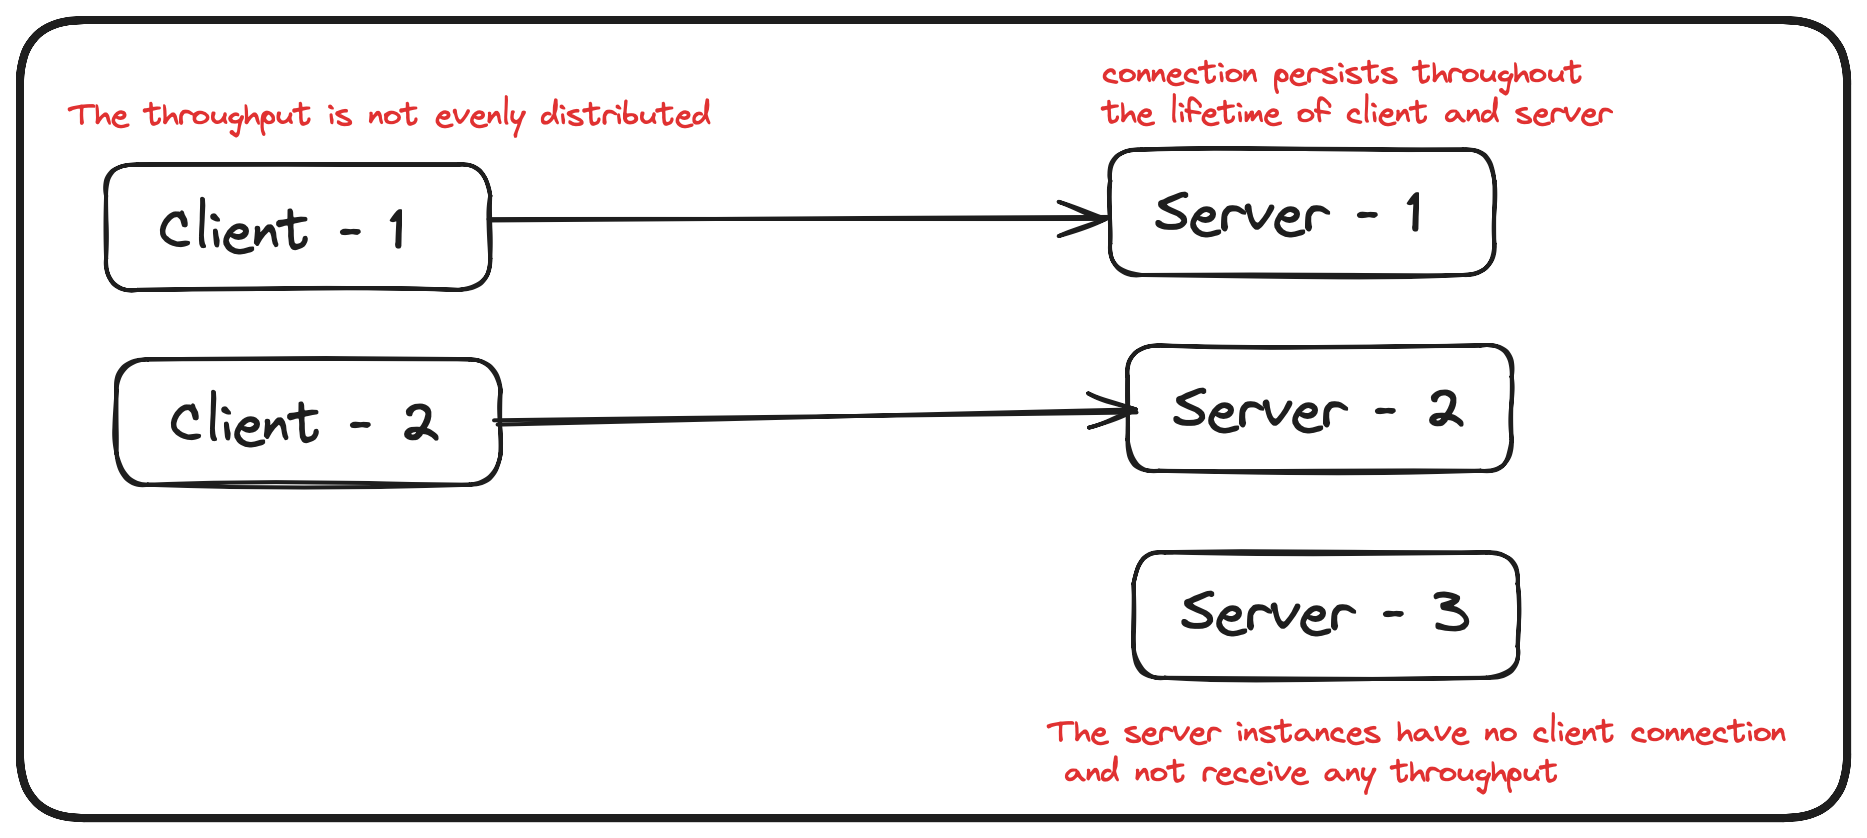 The throughput is not evenly distributed
connection persists throughout
the lifetime of client and server
Client - 1
Server - 1
Client - 2
Server - 2
Server - 3
The server instances have no client connection
and not receive any throughput